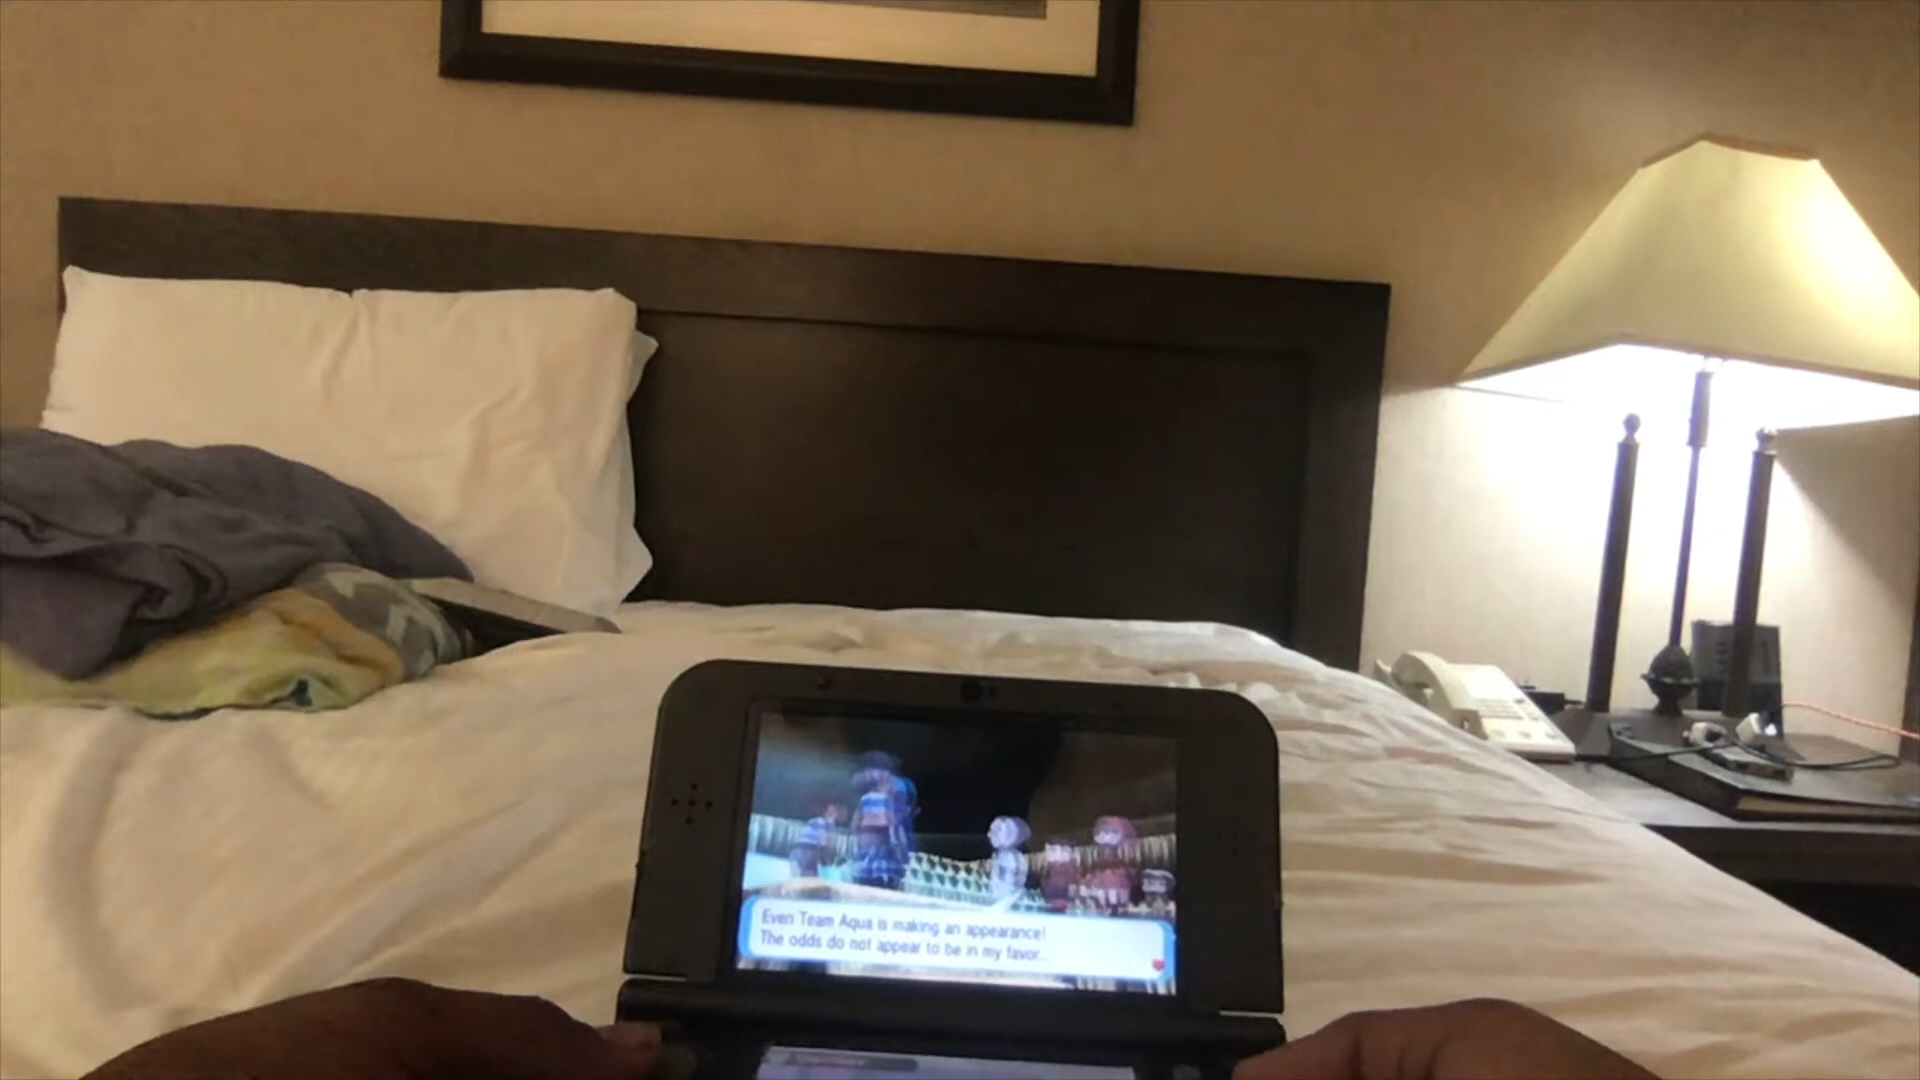 Even Team Aqua is making an appearance!
The odds do not appear to be in my favor...